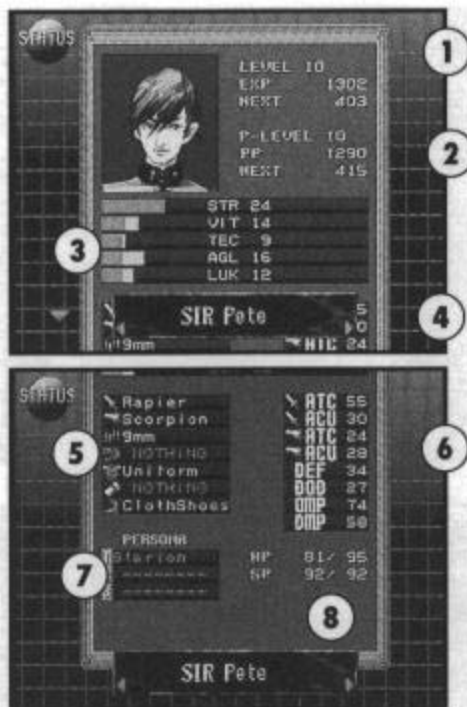 STATUS
1
LEVEL 10
EXP 1302
NEXT 403
P-LEVEL 10
PP 1290
NEXT 415
2
STR 24
VIT 14
TEC 9
AGL 16
LUK 12
3
SIR Pete
5
0
9mm ATC 24
4
STATUS
Rapier
Scorpion
9mm
NOTHING
Uniform
NOTHING
ClothShoes
5
ATC 55
ACU 30
ATC 24
ACU 28
DEF 34
DOD 27
DMP 74
DMP 50
6
PERSONA
--------
--------
7
HP 81/ 95
SP 92/ 92
8
SIR Pete